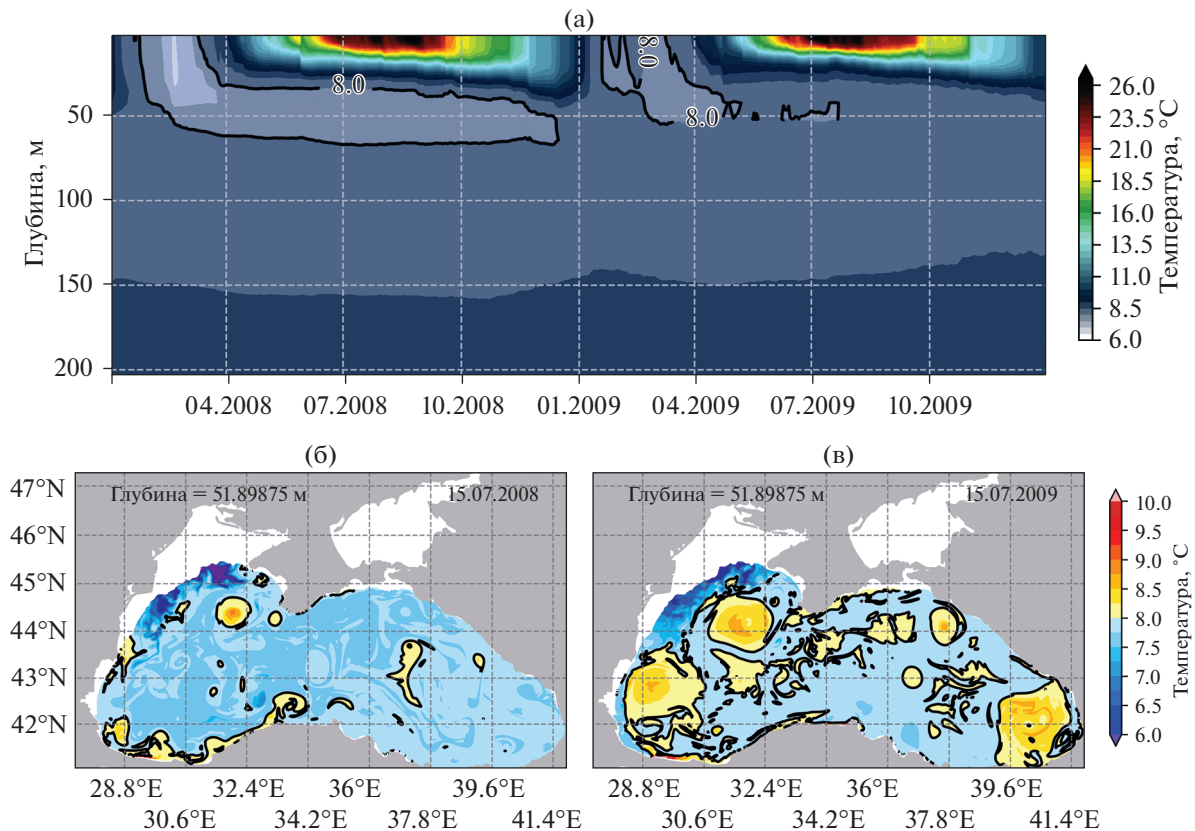 (а)
8.0
8.0
8.0
0
50
100
150
200
Глубина, м
04.2008 07.2008 10.2008 01.2009 04.2009 07.2009 10.2009
26.0
23.5
21.0
18.5
16.0
13.5
11.0
8.5
6.0
Температура, °C
(б) (в)
Глубина = 51.89875 м 15.07.2008
Глубина = 51.89875 м 15.07.2009
47°N
46°N
45°N
44°N
43°N
42°N
10.0
9.5
9.0
8.5
8.0
7.5
7.0
6.5
6.0
Температура, °C
28.8°E 32.4°E 36°E 39.6°E 28.8°E 32.4°E 36°E 39.6°E
30.6°E 34.2°E 37.8°E 41.4°E 30.6°E 34.2°E 37.8°E 41.4°E